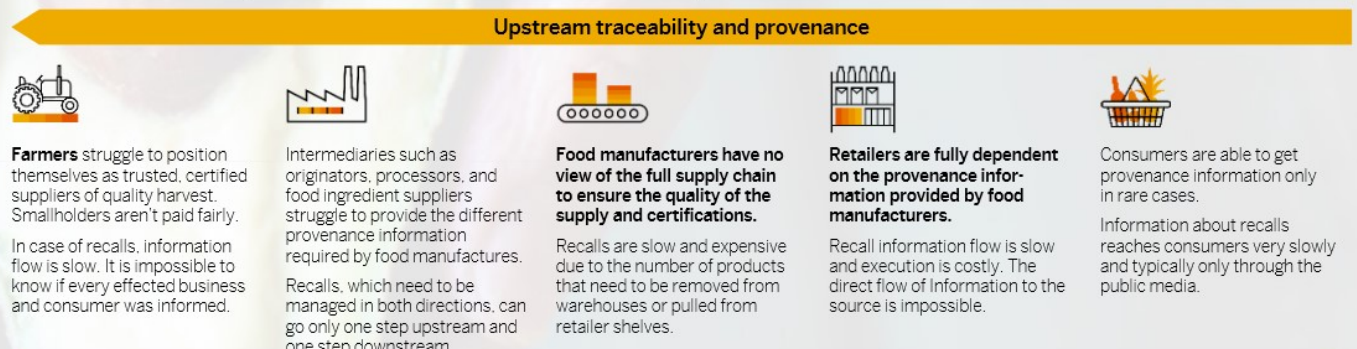 Upstream traceability and provenance
Farmers struggle to position
themselves as trusted, certified
suppliers of quality harvest.
Smallholders aren't paid fairly.
In case of recalls, information
flow is slow. It is impossible to
know if every effected business
and consumer was informed.
Intermediaries such as
originators, processors, and
food ingredient suppliers
struggle to provide the different
provenance information
required by food manufactures.
Recalls, which need to be
managed in both directions, can
go only one step upstream and
one step downstream
Food manufacturers have no
view of the full supply chain
to ensure the quality of the
supply and certifications.
Recalls are slow and expensive
due to the number of products
that need to be removed from
warehouses or pulled from
retailer shelves.
Retailers are fully dependent
on the provenance infor-
mation provided by food
manufacturers.
Recall information flow is slow
and execution is costly. The
direct flow of Information to the
source is impossible.
Consumers are able to get
provenance information only
in rare cases.
Information about recalls
reaches consumers very slowly
and typically only through the
public media.